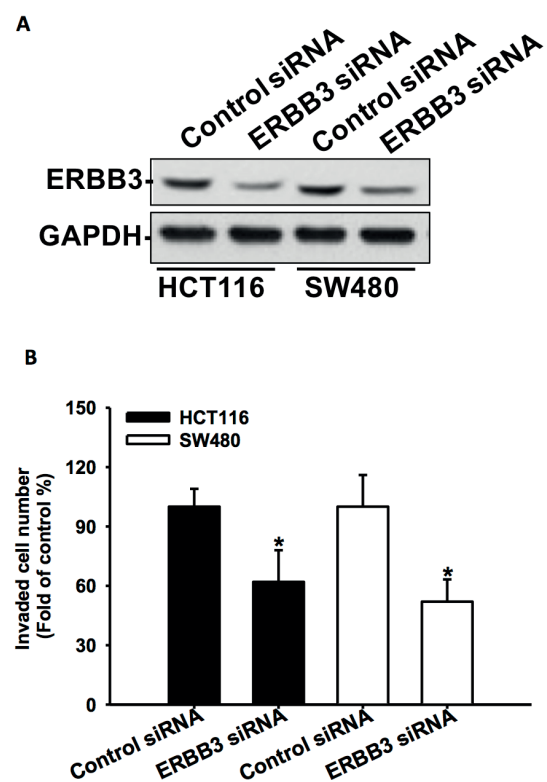 A
Control siRNA
ERBB3 siRNA
Control siRNA
ERBB3 siRNA
ERBB3-
GAPDH-
HCT116
SW480
B
150
120
90
60
30
0
Invaded cell number
(Fold of control %)
HCT116
SW480
*
*
Control siRNA
ERBB3 siRNA
Control siRNA
ERBB3 siRNA